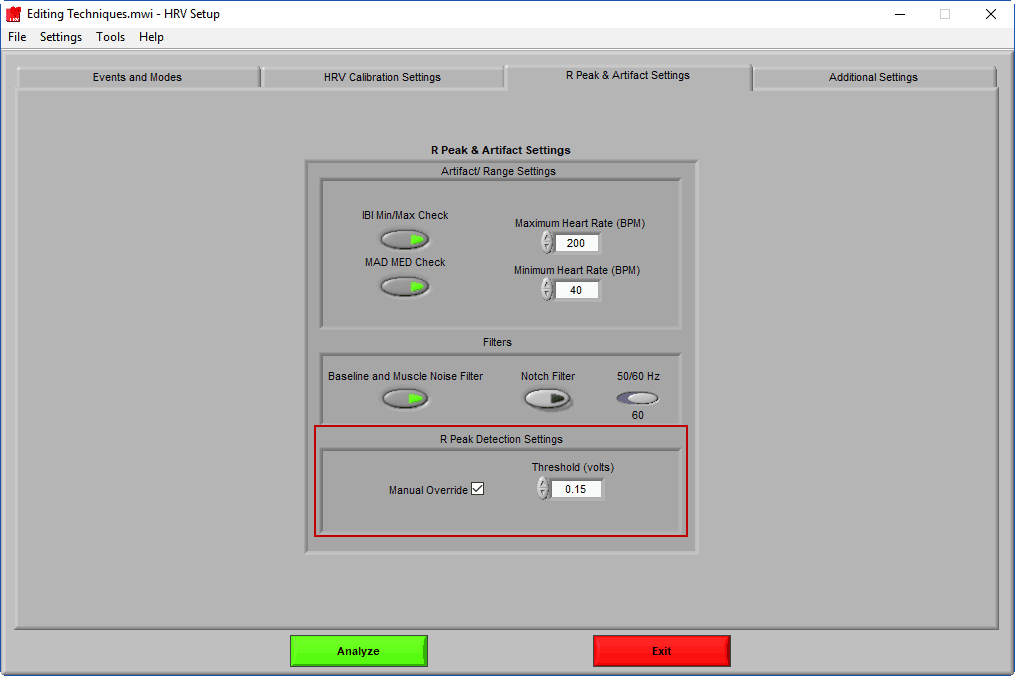 Editing Techniques.mwi - HRV Setup
File Settings Tools Help
Events and Modes
HRV Calibration Settings
R Peak & Artifact Settings
Additional Settings
R Peak & Artifact Settings
Artifact/ Range Settings
IBI Min/Max Check
Maximum Heart Rate (BPM)
200
MAD MED Check
Minimum Heart Rate (BPM)
40
Filters
Baseline and Muscle Noise Filter
Notch Filter
50/60 Hz
60
R Peak Detection Settings
Threshold (volts)
Manual Override
0.15
Analyze
Exit